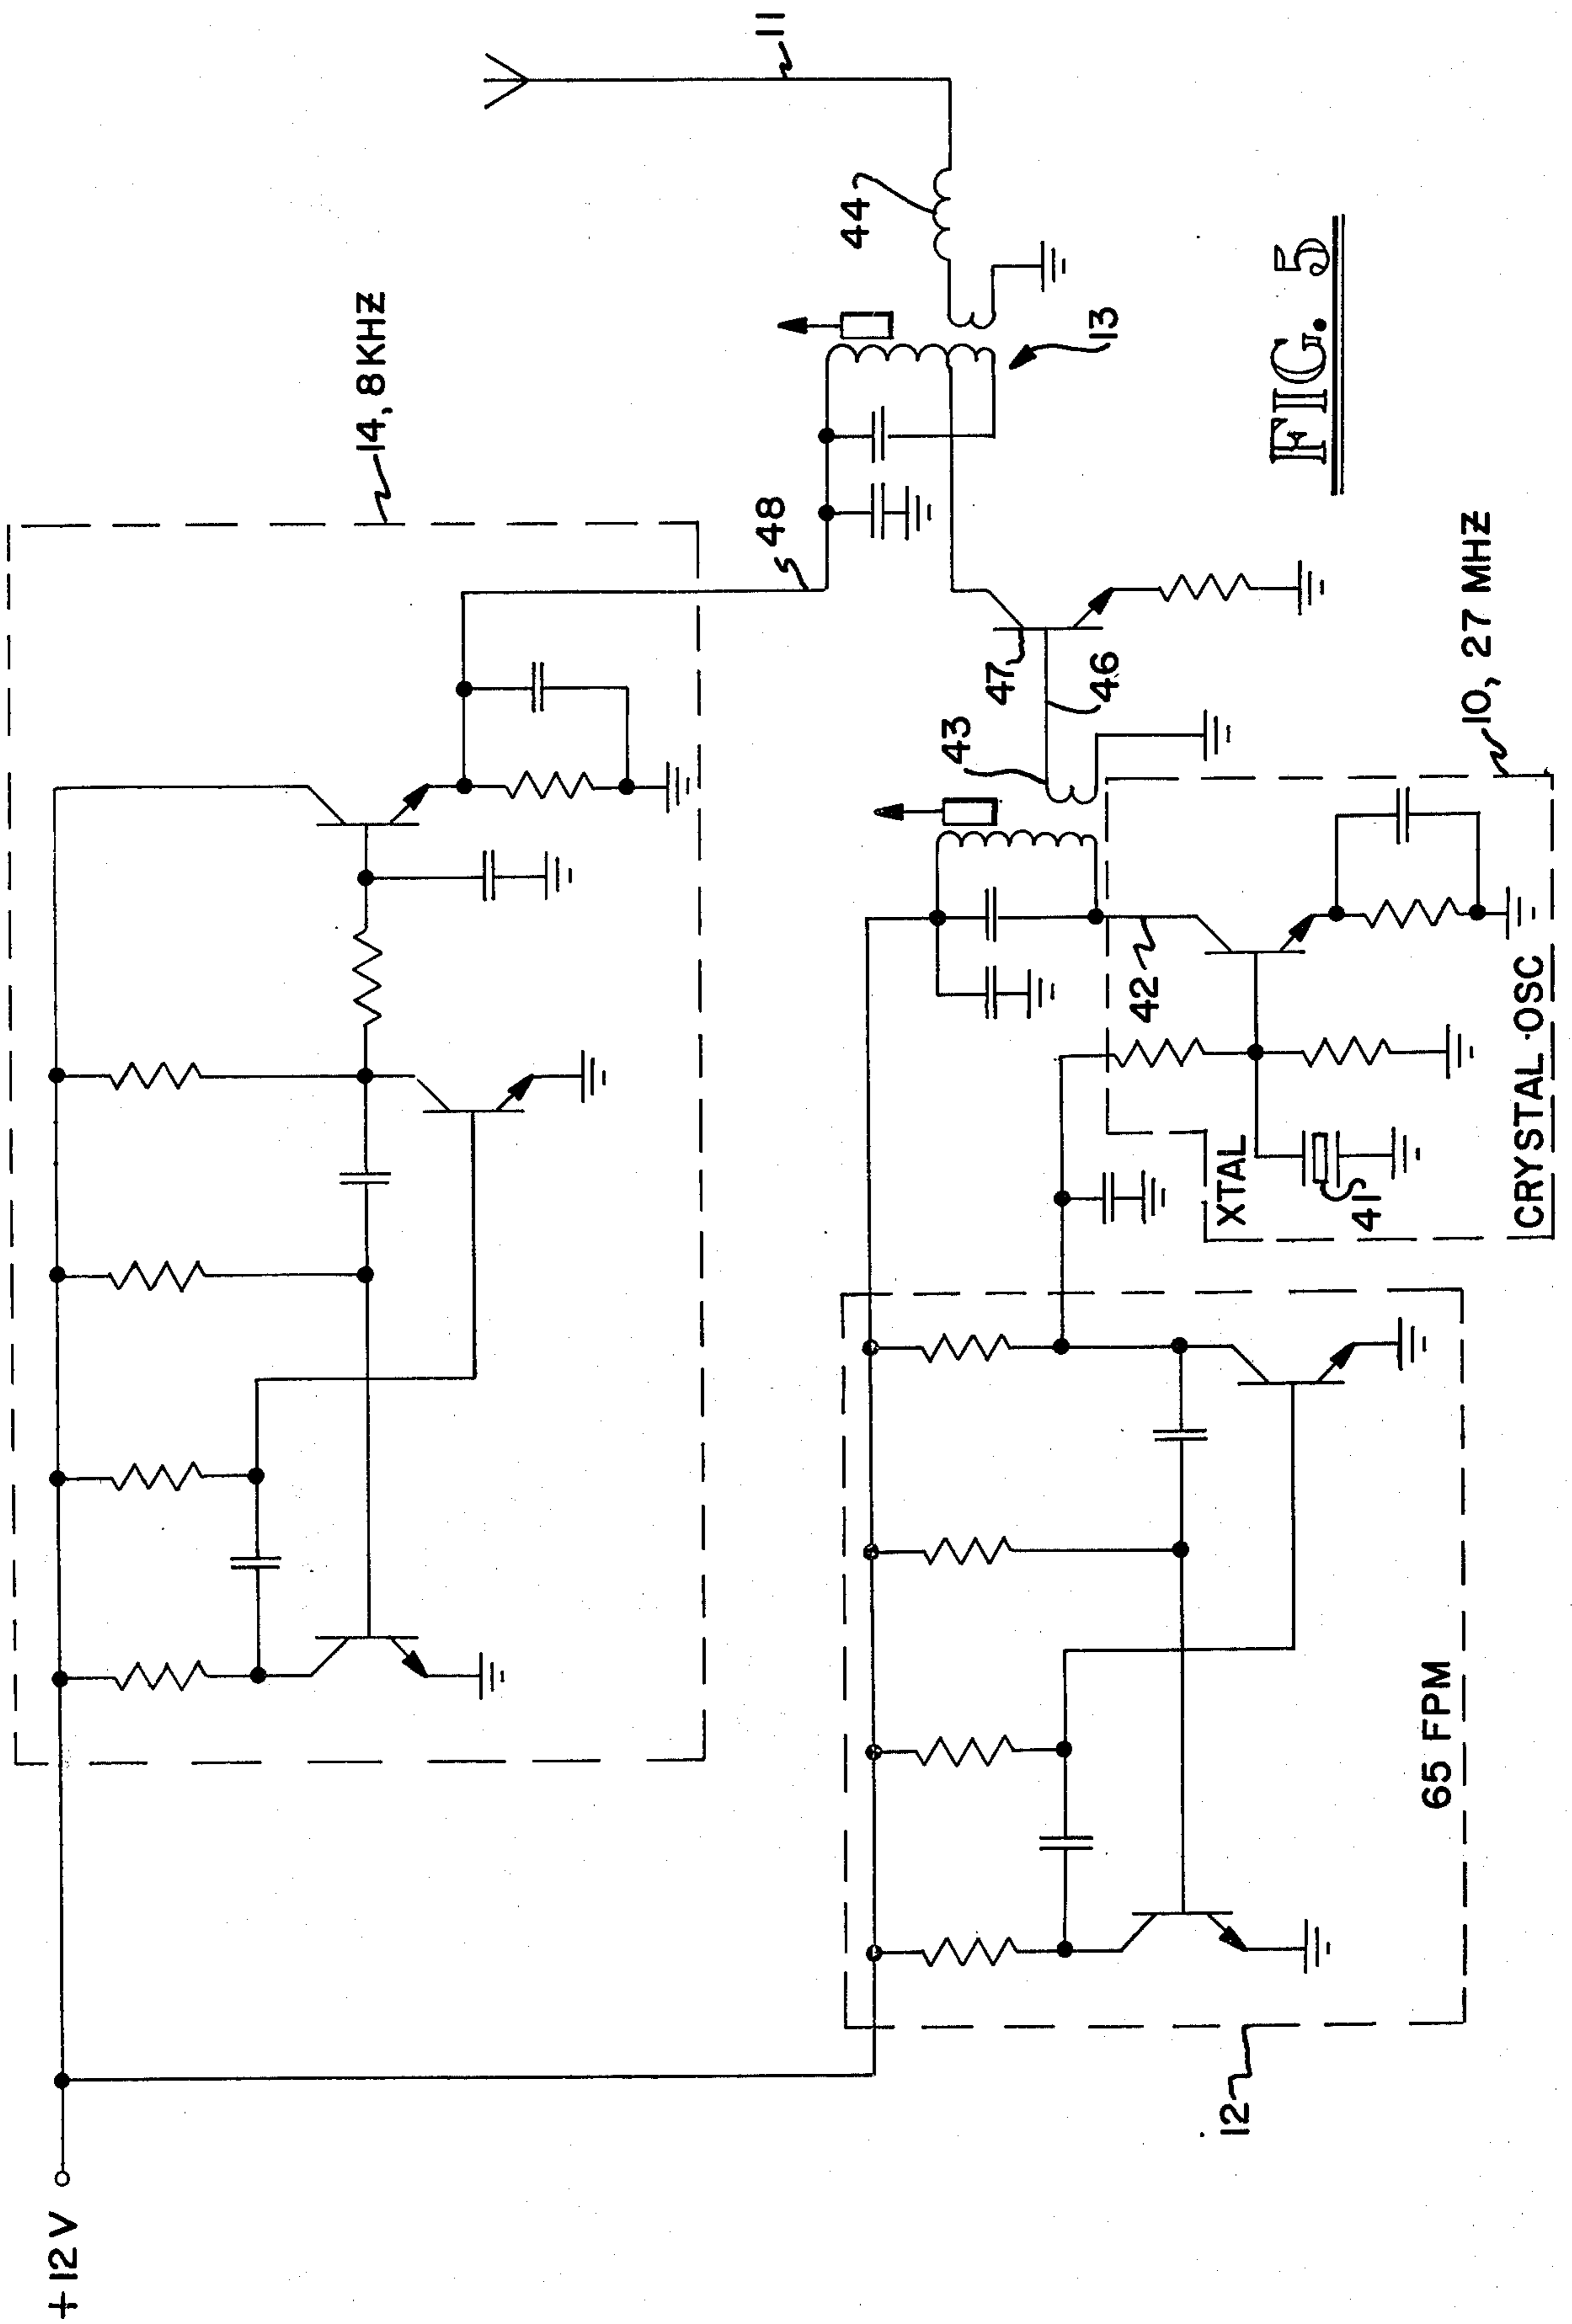 +12V
14, 8KHZ
11
48
44
13
47
46
43
42
XTAL
41
CRYSTAL OSC
10, 27 MHZ
65 FPM
12
FIG. 5